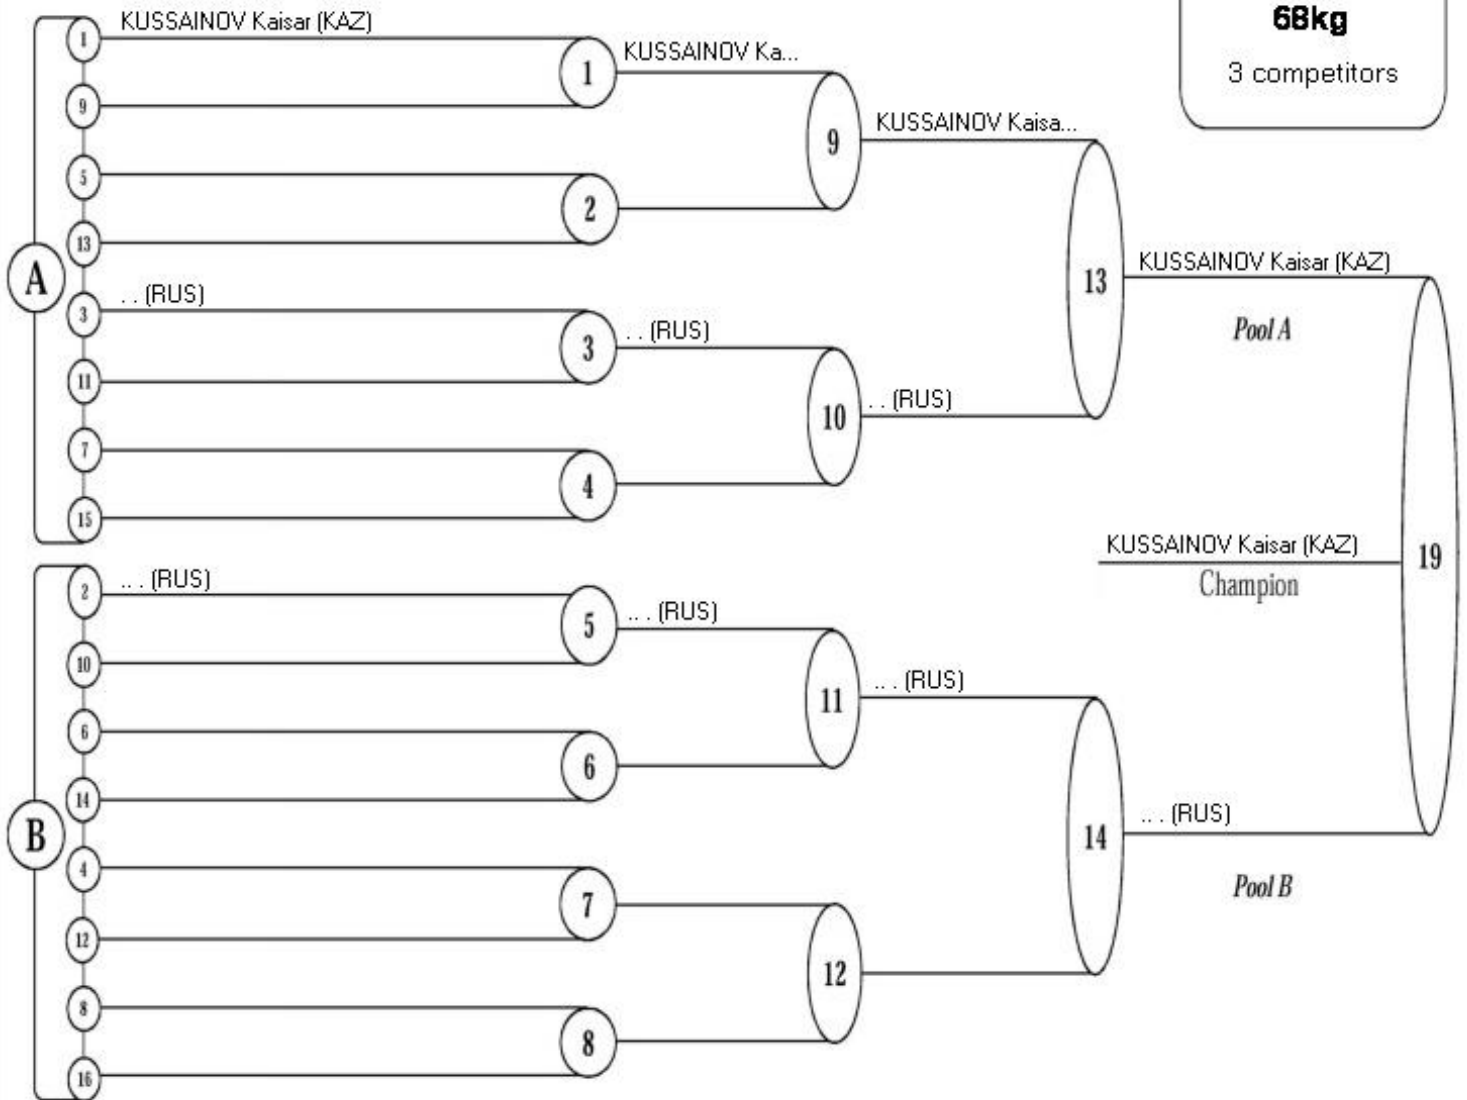 68kg
3 competitors
KUSSAINOV Kaisar (KAZ)
1
9
5
13
3
. . (RUS)
11
7
15
A
1
KUSSAINOV Ka...
2
3
. . (RUS)
4
9
KUSSAINOV Kaisa...
10
. . (RUS)
13
KUSSAINOV Kaisar (KAZ)
Pool A
KUSSAINOV Kaisar (KAZ)
Champion
19
2
.. . (RUS)
10
6
14
4
12
8
16
B
5
.. . (RUS)
6
7
8
11
.. . (RUS)
12
14
.. . (RUS)
Pool B